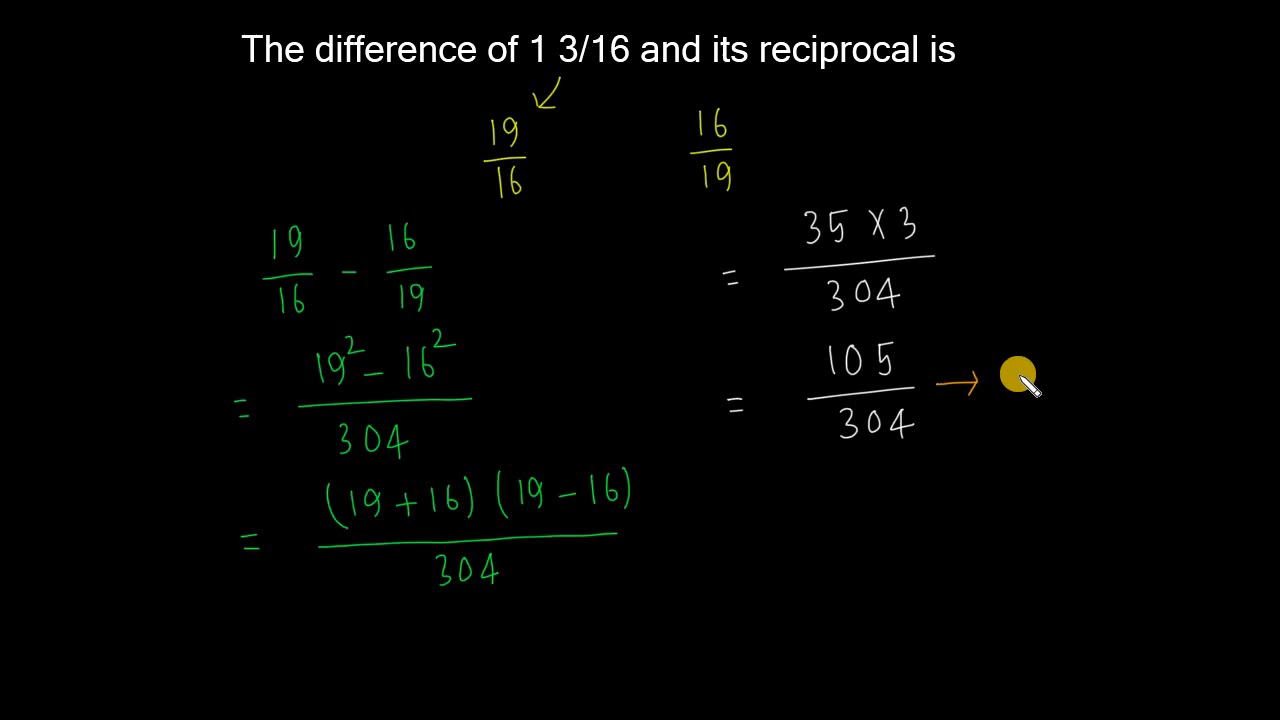 The difference of 1 3/16 and its reciprocal is
19/16
16/19
19/16 - 16/19
= 19² - 16² / 304
= (19 + 16) (19 - 16) / 304
= 35 × 3 / 304
= 105 / 304 →